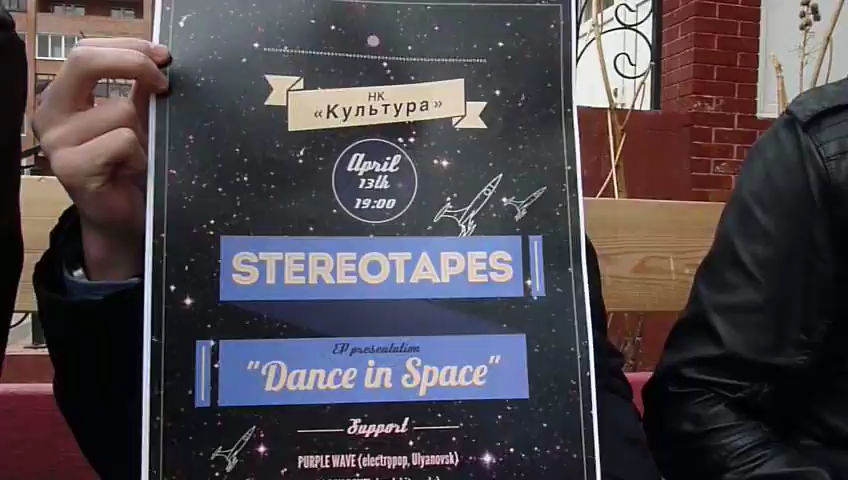 НК
«Культура»
April
13th
19:00
STEREOTAPES
EP presentation
"Dance in Space"
Support
PURPLE WAVE (electropop, Ulyanovsk)